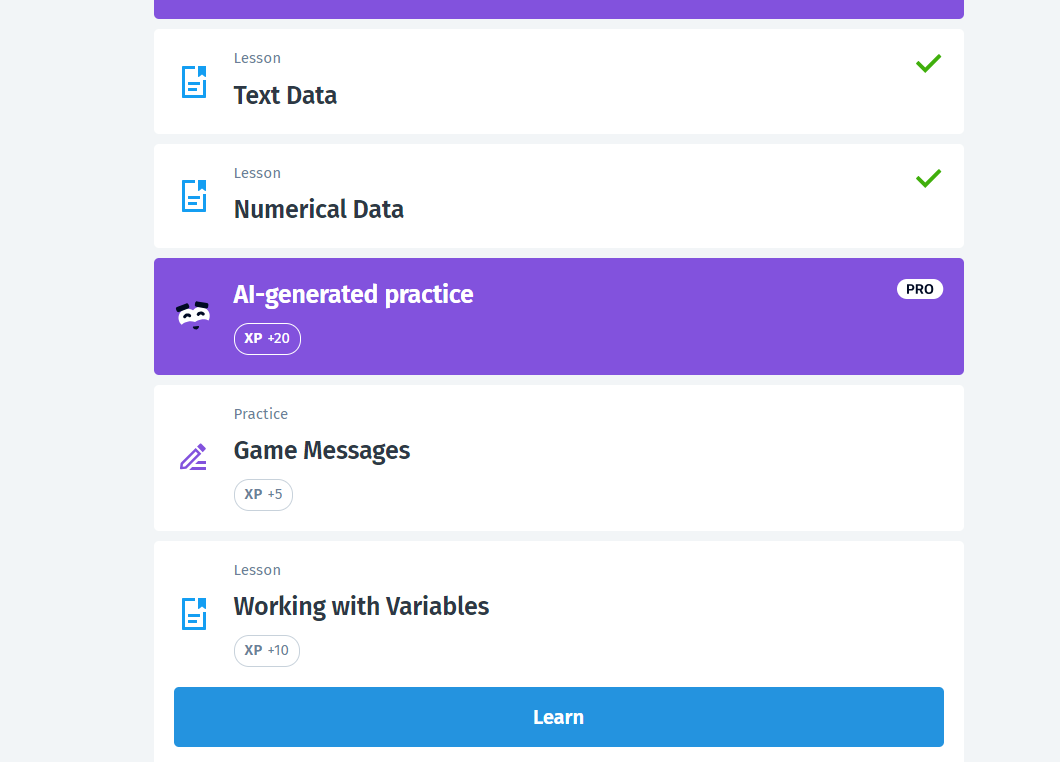 Lesson
Text Data
Lesson
Numerical Data
AI-generated practice
PRO
XP +20
Practice
Game Messages
XP +5
Lesson
Working with Variables
XP +10
Learn